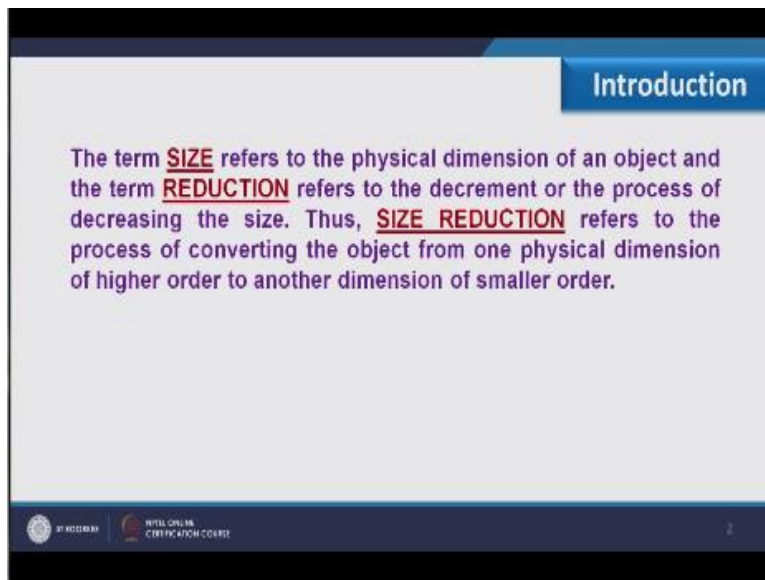 Introduction
The term SIZE refers to the physical dimension of an object and
the term REDUCTION refers to the decrement or the process of
decreasing the size. Thus, SIZE REDUCTION refers to the
process of converting the object from one physical dimension
of higher order to another dimension of smaller order.
IIT ROORKEE
NPTEL ONLINE
CERTIFICATION COURSE
2